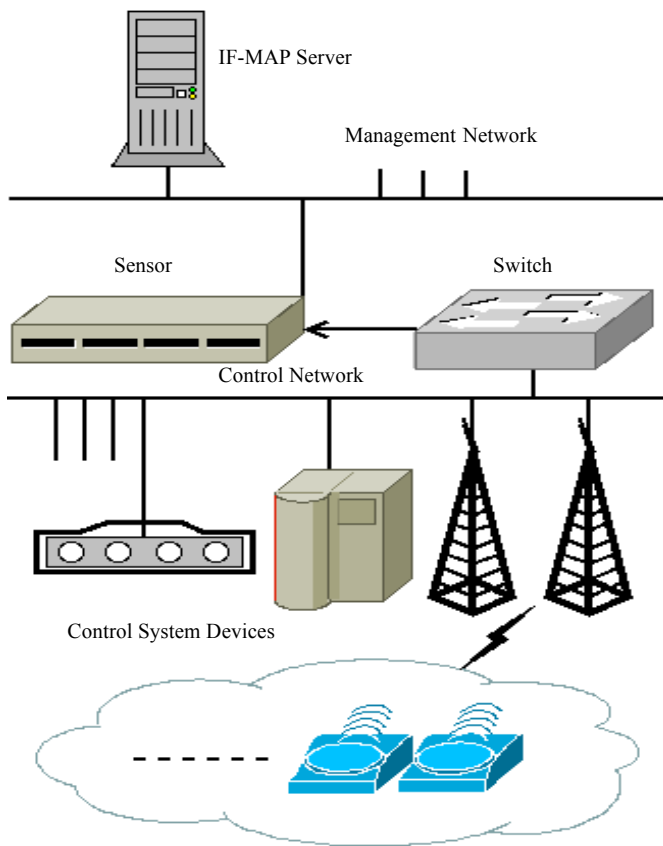 IF-MAP Server
Management Network
Sensor
Switch
Control Network
Control System Devices